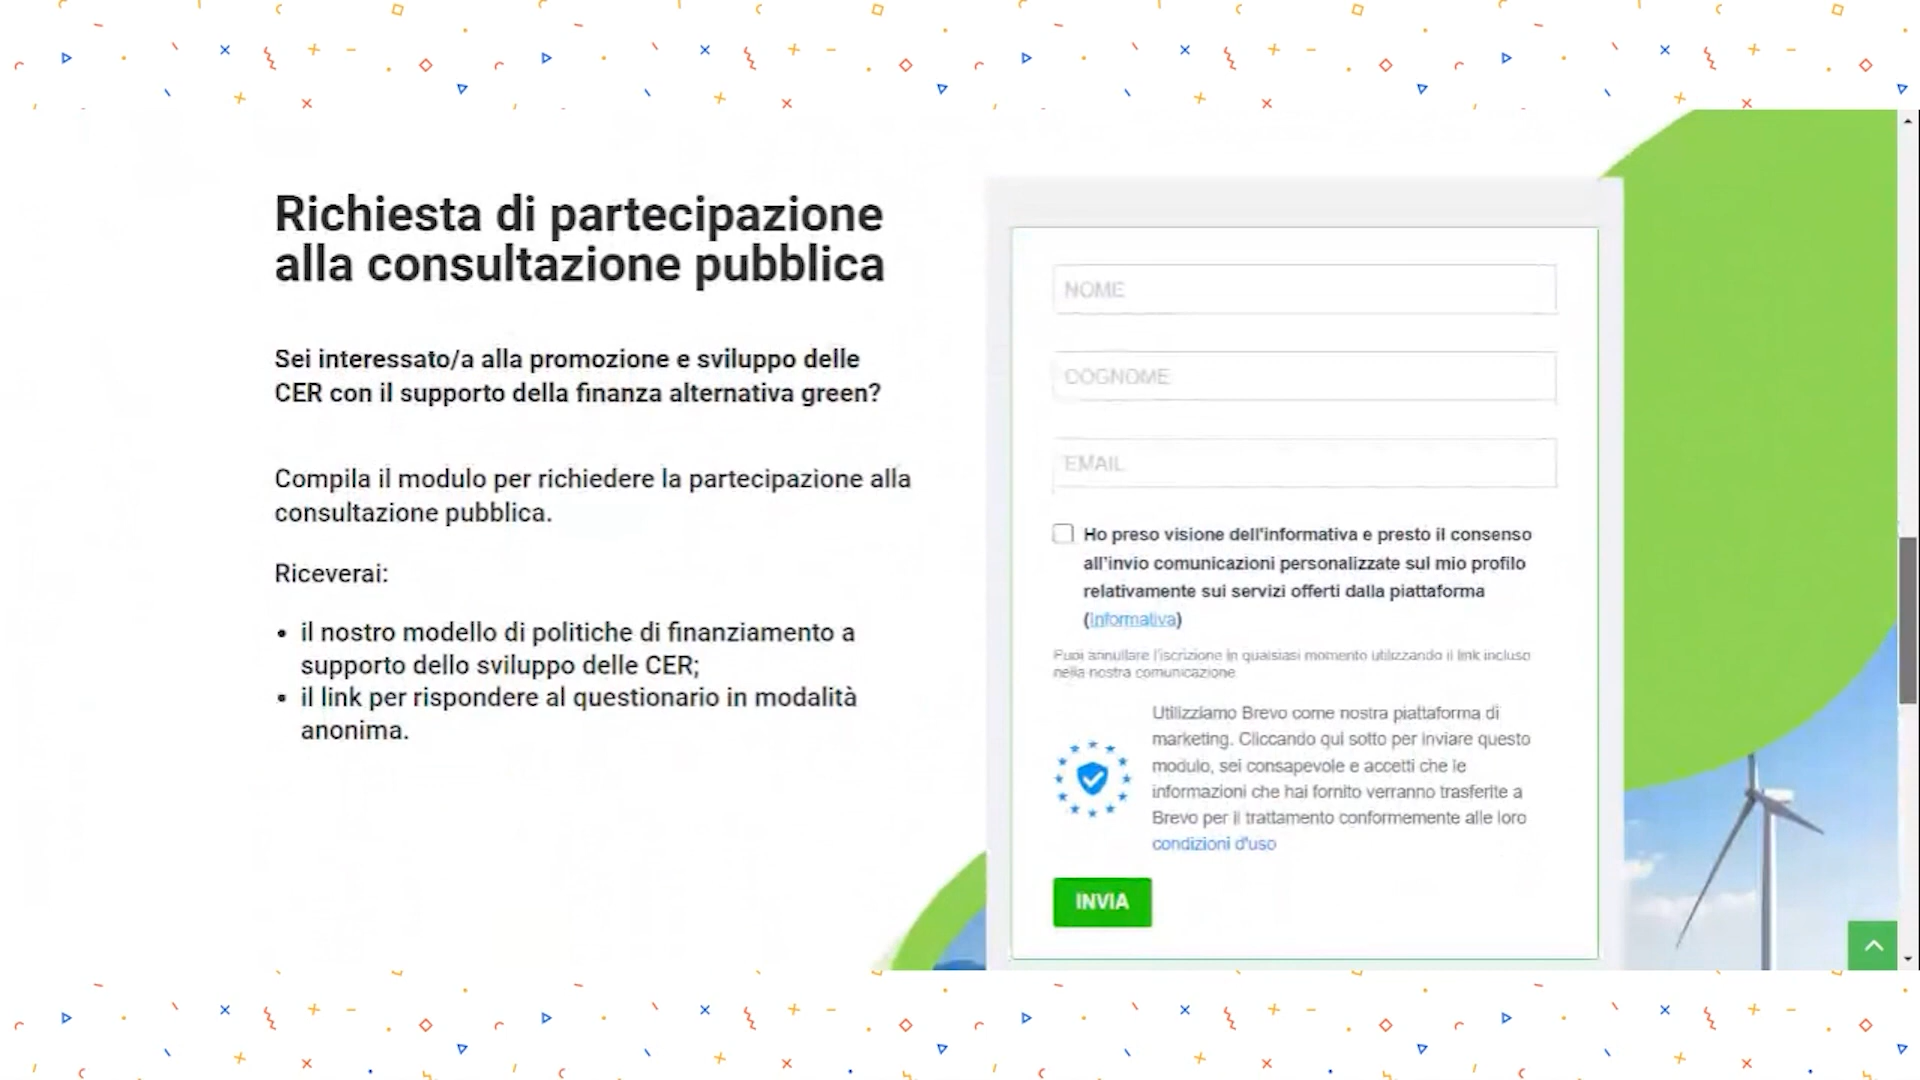 Richiesta di partecipazione
alla consultazione pubblica
Sei interessato/a alla promozione e sviluppo delle
CER con il supporto della finanza alternativa green?
Compila il modulo per richiedere la partecipazione alla
consultazione pubblica.
Riceverai:
• il nostro modello di politiche di finanziamento a
supporto dello sviluppo delle CER;
• il link per rispondere al questionario in modalità
anonima.
NOME
COGNOME
EMAIL
Ho preso visione dell'informativa e presto il consenso
all'invio comunicazioni personalizzate sul mio profilo
relativamente sui servizi offerti dalla piattaforma
(informativa)
Puoi annullare l'iscrizione in qualsiasi momento utilizzando il link incluso
nella nostra comunicazione
Utilizziamo Brevo come nostra piattaforma di
marketing. Cliccando qui sotto per inviare questo
modulo, sei consapevole e accetti che le
informazioni che hai fornito verranno trasferite a
Brevo per il trattamento conformemente alle loro
condizioni d'uso
INVIA